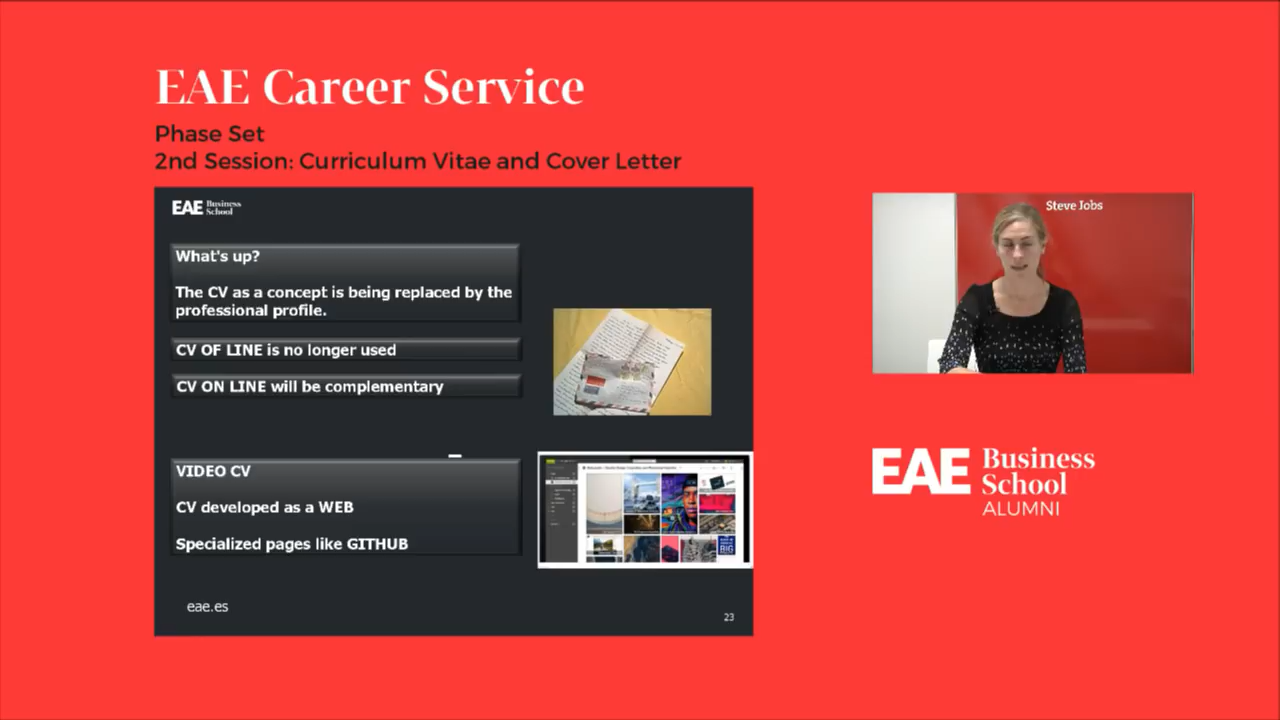 EAE Career Service
Phase Set
2nd Session: Curriculum Vitae and Cover Letter
EAE Business School
What's up?
The CV as a concept is being replaced by the
professional profile.
CV OF LINE is no longer used
CV ON LINE will be complementary
VIDEO CV
CV developed as a WEB
Specialized pages like GITHUB
eae.es
23
Steve Jobs
EAE Business
School
ALUMNI